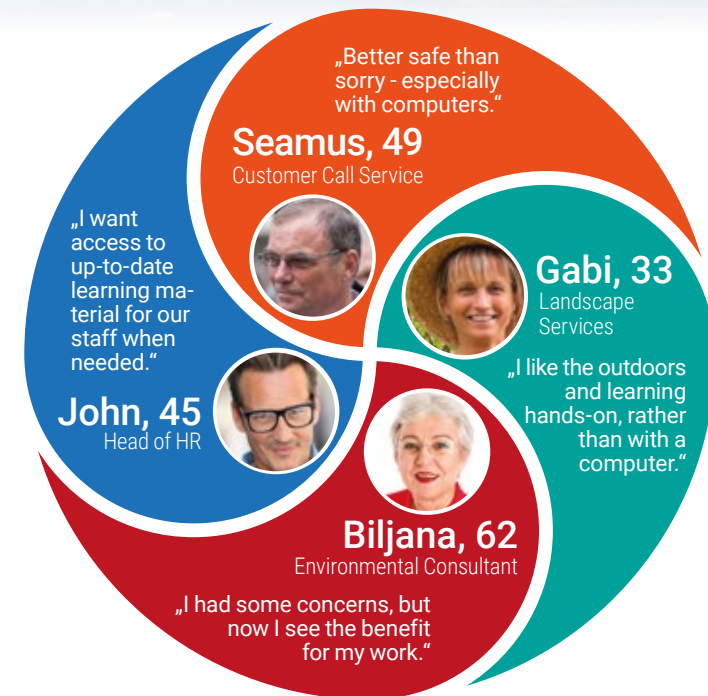 „Better safe than
sorry - especially
with computers.“
Seamus, 49
Customer Call Service
„I want
access to
up-to-date
learning ma-
terial for our
staff when
needed.“
John, 45
Head of HR
Gabi, 33
Landscape
Services
„I like the outdoors
and learning
hands-on, rather
than with a
computer.“
Biljana, 62
Environmental Consultant
„I had some concerns, but
now I see the benefit
for my work.“